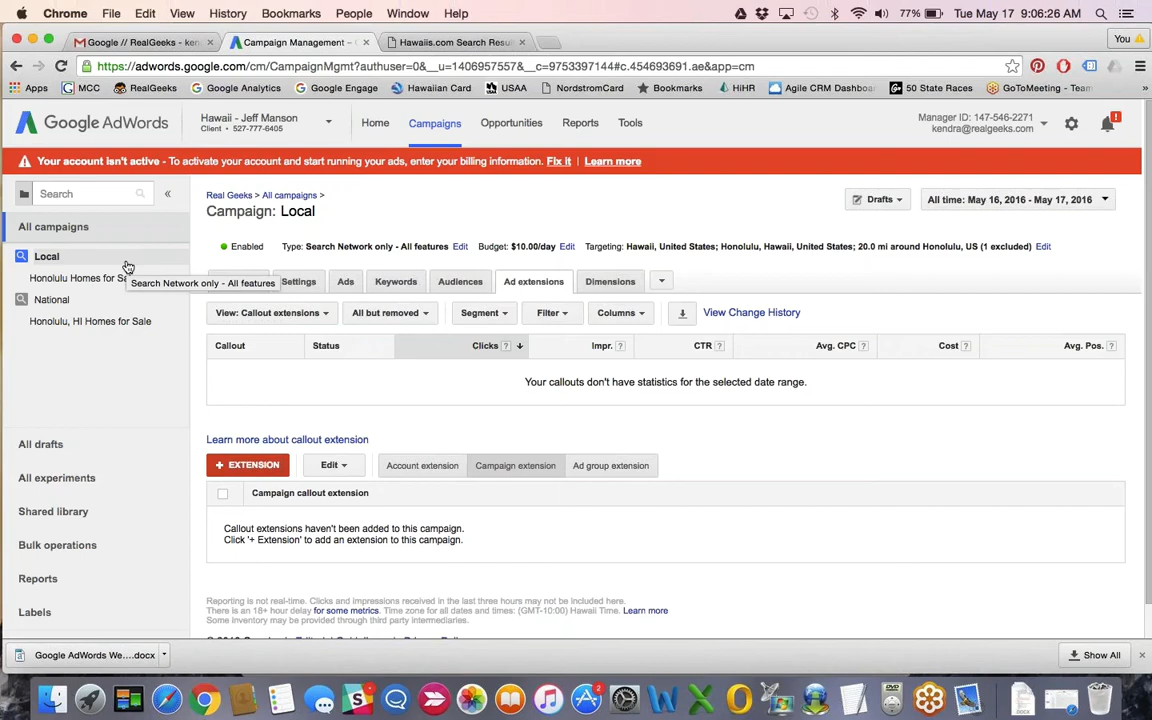 Chrome File Edit View History Bookmarks People Window Help 77% Tue May 17 9:06:26 AM
Google // RealGeeks - ken
Campaign Management –
Hawaiis.com Search Resul
You
https://adwords.google.com/cm/CampaignMgmt?authuser=0&__u=1406957557&__c=9753397144#c.454693691.ae&app=cm
Apps MCC RealGeeks Google Analytics Google Engage Hawaiian Card USAA NordstromCard Bookmarks HiHR Agile CRM Dashboa 50 State Races GoToMeeting - Team »
Google AdWords
Hawaii - Jeff Manson
Client - 527-777-6405
Home Campaigns Opportunities Reports Tools
Manager ID: 147-546-2271
kendra@realgeeks.com
!
Your account isn't active - To activate your account and start running your ads, enter your billing information. Fix it | Learn more
Search
«
All campaigns
Local
Honolulu Homes for Sa
Search Network only - All features
National
Honolulu, HI Homes for Sale
All drafts
All experiments
Shared library
Bulk operations
Reports
Labels
Real Geeks > All campaigns >
Campaign: Local
Drafts
All time: May 16, 2016 - May 17, 2016
Enabled Type: Search Network only - All features Edit Budget: $10.00/day Edit Targeting: Hawaii, United States; Honolulu, Hawaii, United States; 20.0 mi around Honolulu, US (1 excluded) Edit
Settings Ads Keywords Audiences Ad extensions Dimensions
View: Callout extensions All but removed Segment Filter Columns View Change History
Callout Status Clicks ? Impr. ? CTR ? Avg. CPC ? Cost ? Avg. Pos. ?
Your callouts don't have statistics for the selected date range.
Learn more about callout extension
+ EXTENSION Edit Account extension Campaign extension Ad group extension
Campaign callout extension
Callout extensions haven't been added to this campaign.
Click '+ Extension' to add an extension to this campaign.
Reporting is not real-time. Clicks and impressions received in the last three hours may not be included here.
There is an 18+ hour delay for some metrics. Time zone for all dates and times: (GMT-10:00) Hawaii Time. Learn more
Some inventory may be provided through third party intermediaries.
Google AdWords We....docx
Show All
2